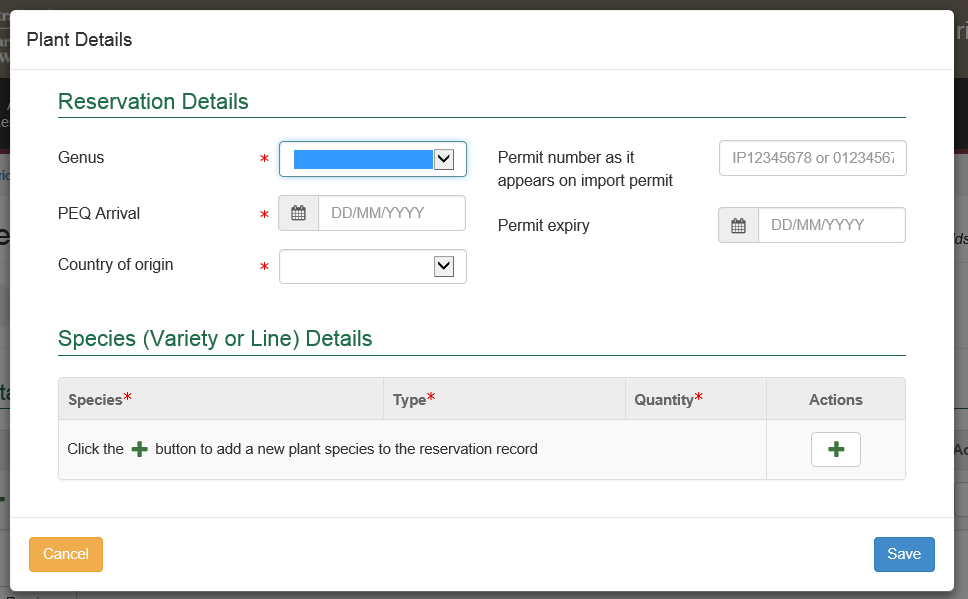 Plant Details
Reservation Details
Genus *
Permit number as it
appears on import permit
IP12345678 or 01234567
PEQ Arrival * DD/MM/YYYY
Permit expiry DD/MM/YYYY
Country of origin *
Species (Variety or Line) Details
Species* Type* Quantity* Actions
Click the + button to add a new plant species to the reservation record
Cancel Save